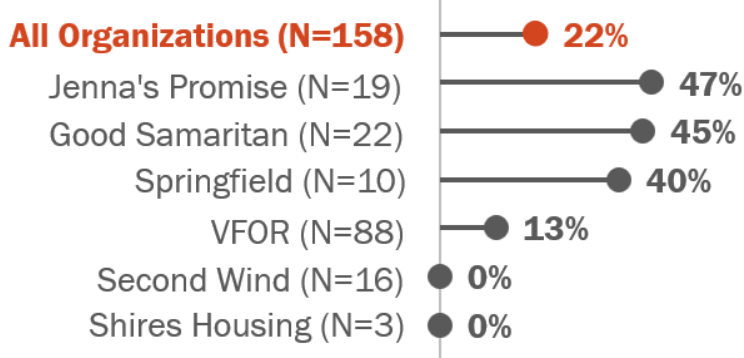 All Organizations (N=158) 22%
Jenna's Promise (N=19) 47%
Good Samaritan (N=22) 45%
Springfield (N=10) 40%
VFOR (N=88) 13%
Second Wind (N=16) 0%
Shires Housing (N=3) 0%